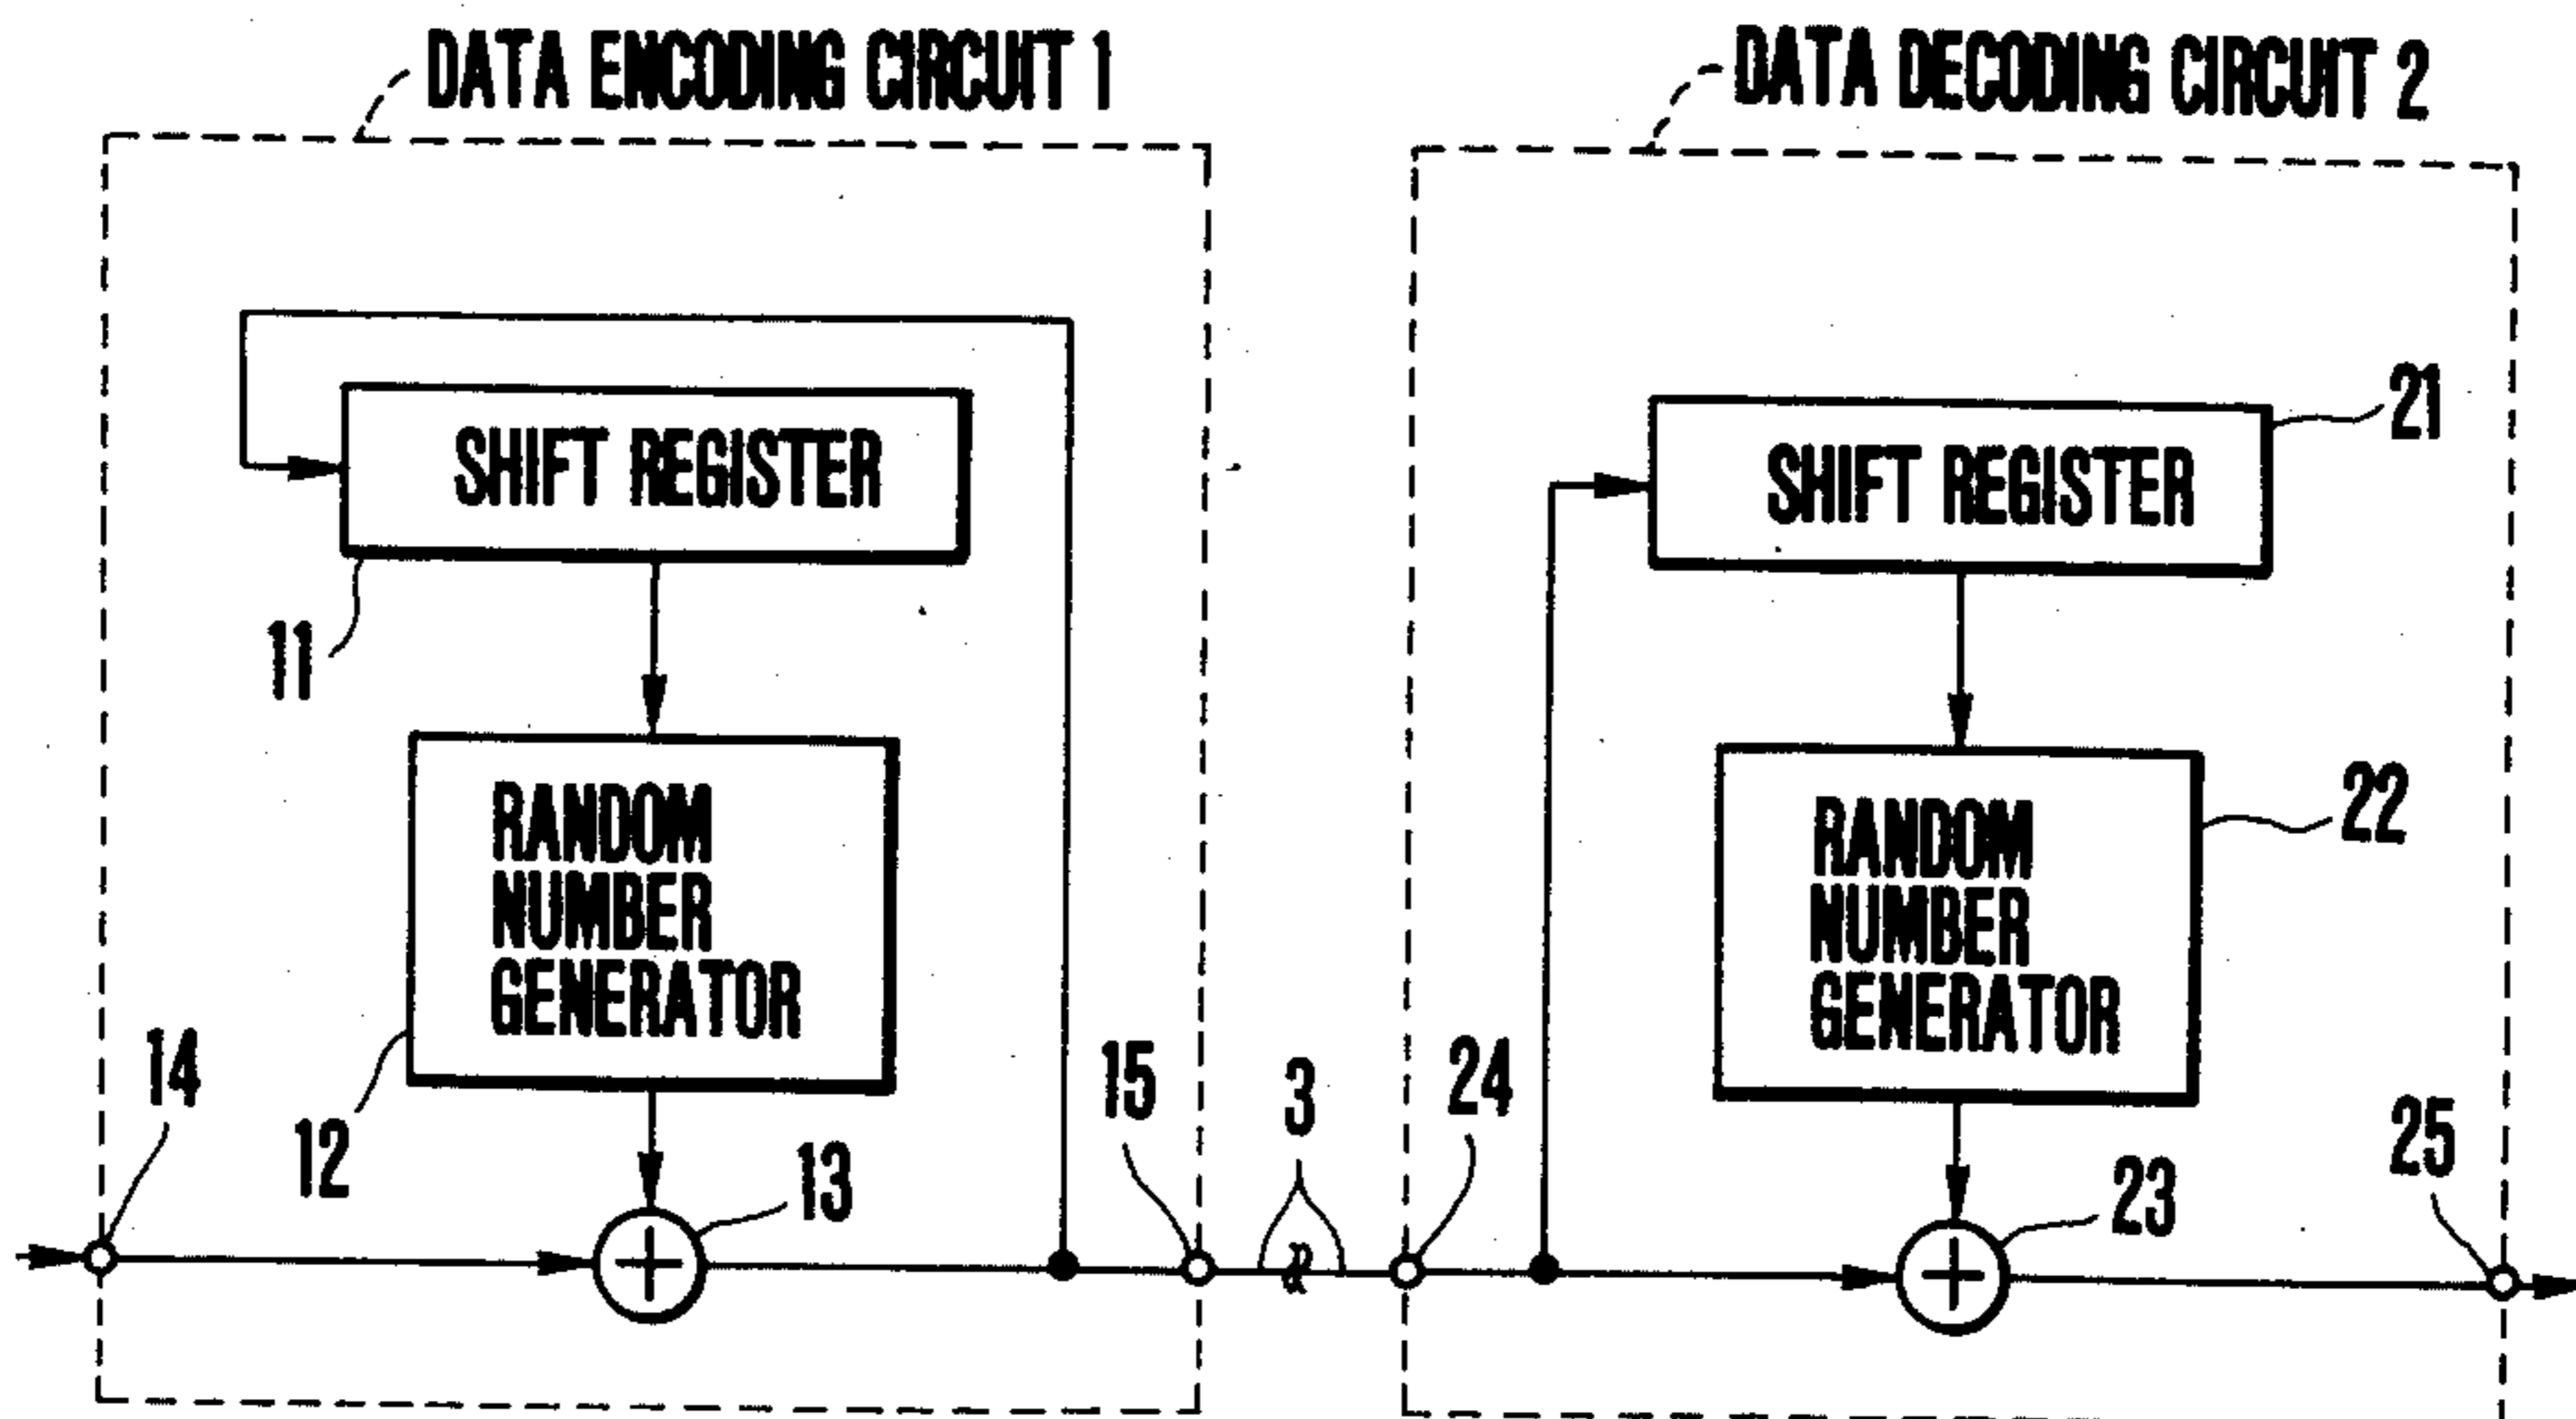 DATA ENCODING CIRCUIT 1
DATA DECODING CIRCUIT 2
SHIFT REGISTER
11
RANDOM
NUMBER
GENERATOR
12
13
14
15
3
SHIFT REGISTER
21
RANDOM
NUMBER
GENERATOR
22
23
24
25